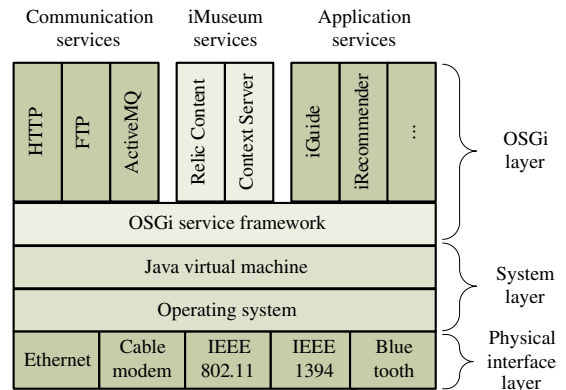 Communication
services
iMuseum
services
Application
services
HTTP
FTP
ActiveMQ
Relic Content
Context Server
iGuide
iRecommender
...
OSGi
layer
OSGi service framework
Java virtual machine
Operating system
System
layer
Ethernet
Cable
modem
IEEE
802.11
IEEE
1394
Blue
tooth
Physical
interface
layer